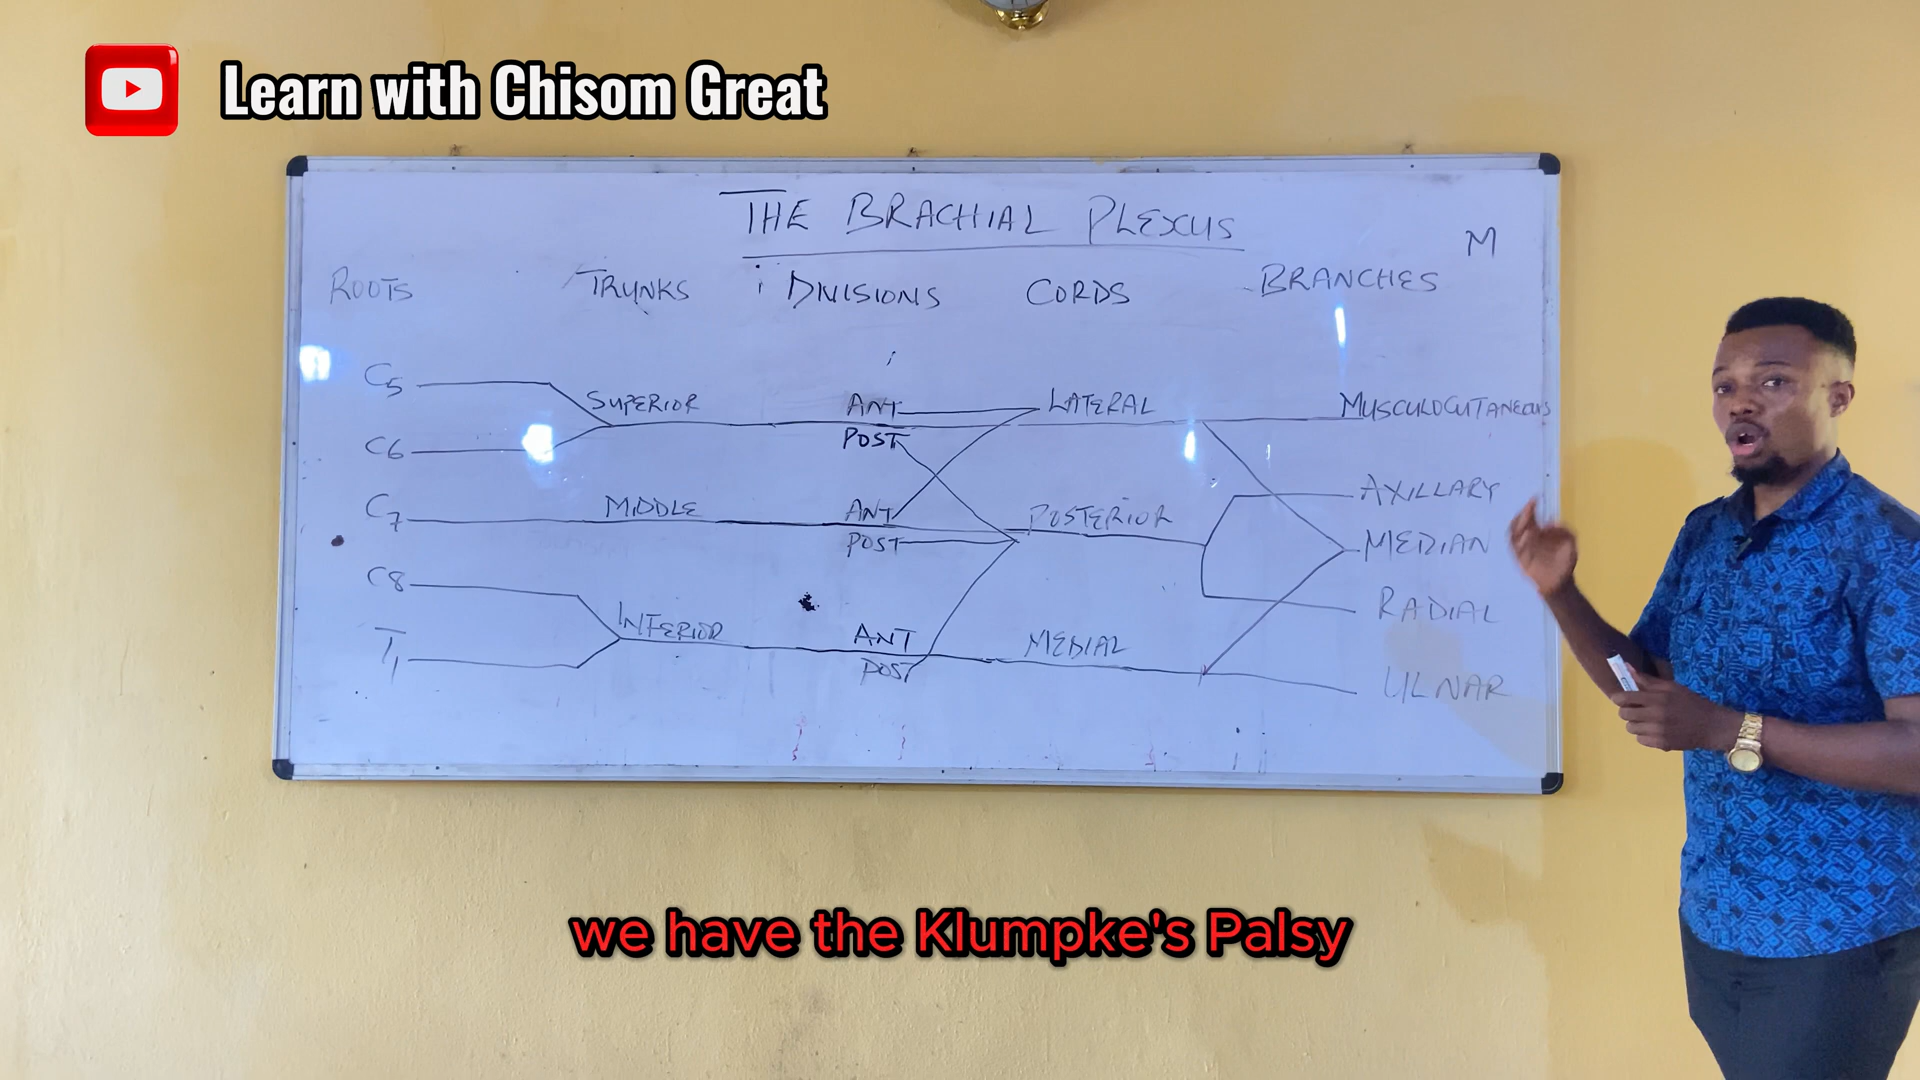 Learn with Chisom Great
THE BRACHIAL PLEXUS
M
ROOTS TRUNKS DIVISIONS CORDS BRANCHES
C5
SUPERIOR ANT LATERAL MUSCULOCUTANEOUS
POST
C6
AXILLARY
C7 MIDDLE ANT POSTERIOR
POST MEDIAN
C8
RADIAL
INFERIOR ANT MEDIAL
T1 POST
ULNAR
we have the Klumpke's Palsy